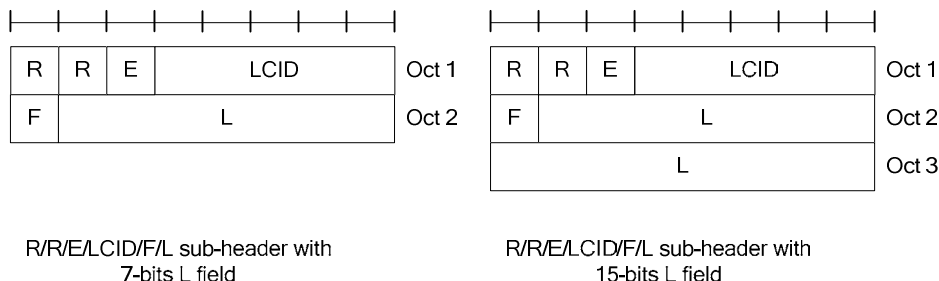 R R E LCID Oct 1
F L Oct 2
R/R/E/LCID/F/L sub-header with
7-bits L field
R R E LCID Oct 1
F L Oct 2
L Oct 3
R/R/E/LCID/F/L sub-header with
15-bits L field